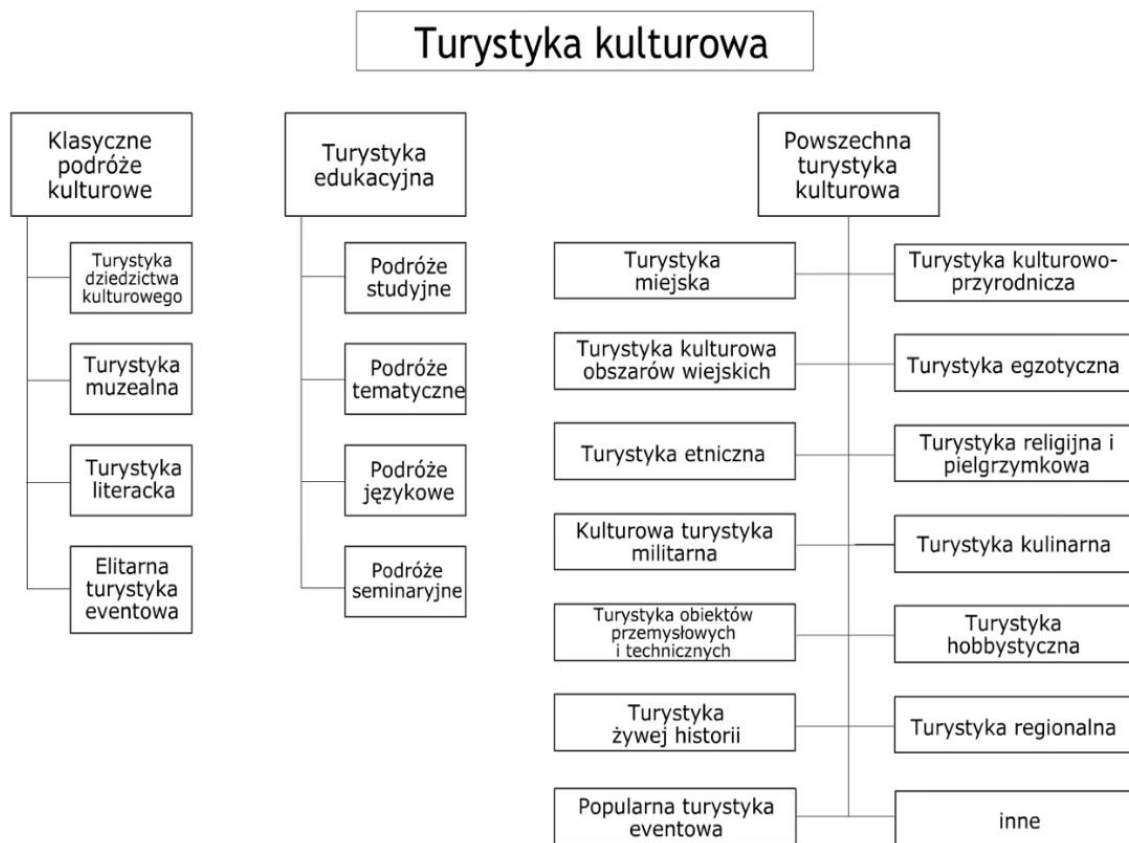 Turystyka kulturowa
Klasyczne
podróże
kulturowe
Turystyka
dziedzictwa
kulturowego
Turystyka
muzealna
Turystyka
literacka
Elitarna
turystyka
eventowa
Turystyka
edukacyjna
Podróże
studyjne
Podróże
tematyczne
Podróże
językowe
Podróże
seminaryjne
Powszechna
turystyka
kulturowa
Turystyka
miejska
Turystyka kulturowo-
przyrodnicza
Turystyka kulturowa
obszarów wiejskich
Turystyka egzotyczna
Turystyka etniczna
Turystyka religijna i
pielgrzymkowa
Kulturowa turystyka
militarna
Turystyka kulinarna
Turystyka obiektów
przemysłowych
i technicznych
Turystyka
hobbystyczna
Turystyka
żywej historii
Turystyka regionalna
Popularna turystyka
eventowa
inne